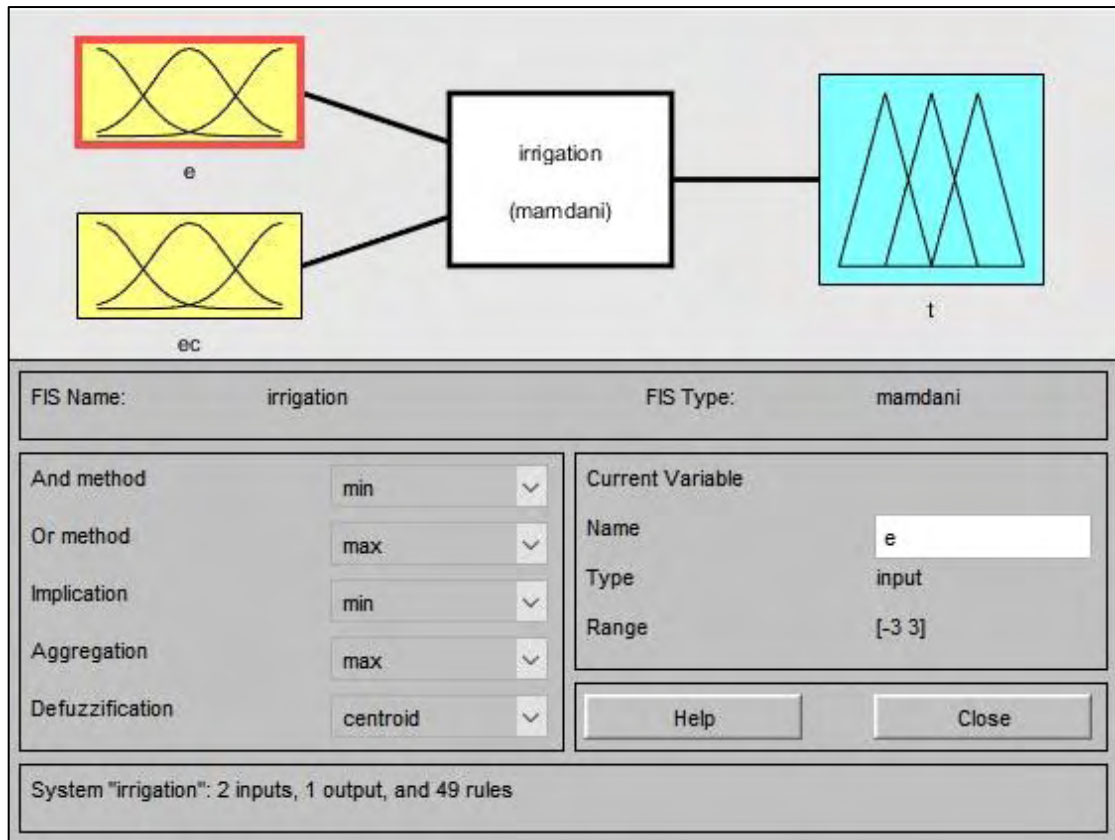 e
irrigation
(mamdani)
ec
t
FIS Name: irrigation FIS Type: mamdani
And method min
Or method max
Implication min
Aggregation max
Defuzzification centroid
Current Variable
Name e
Type input
Range [-3 3]
Help Close
System "irrigation": 2 inputs, 1 output, and 49 rules